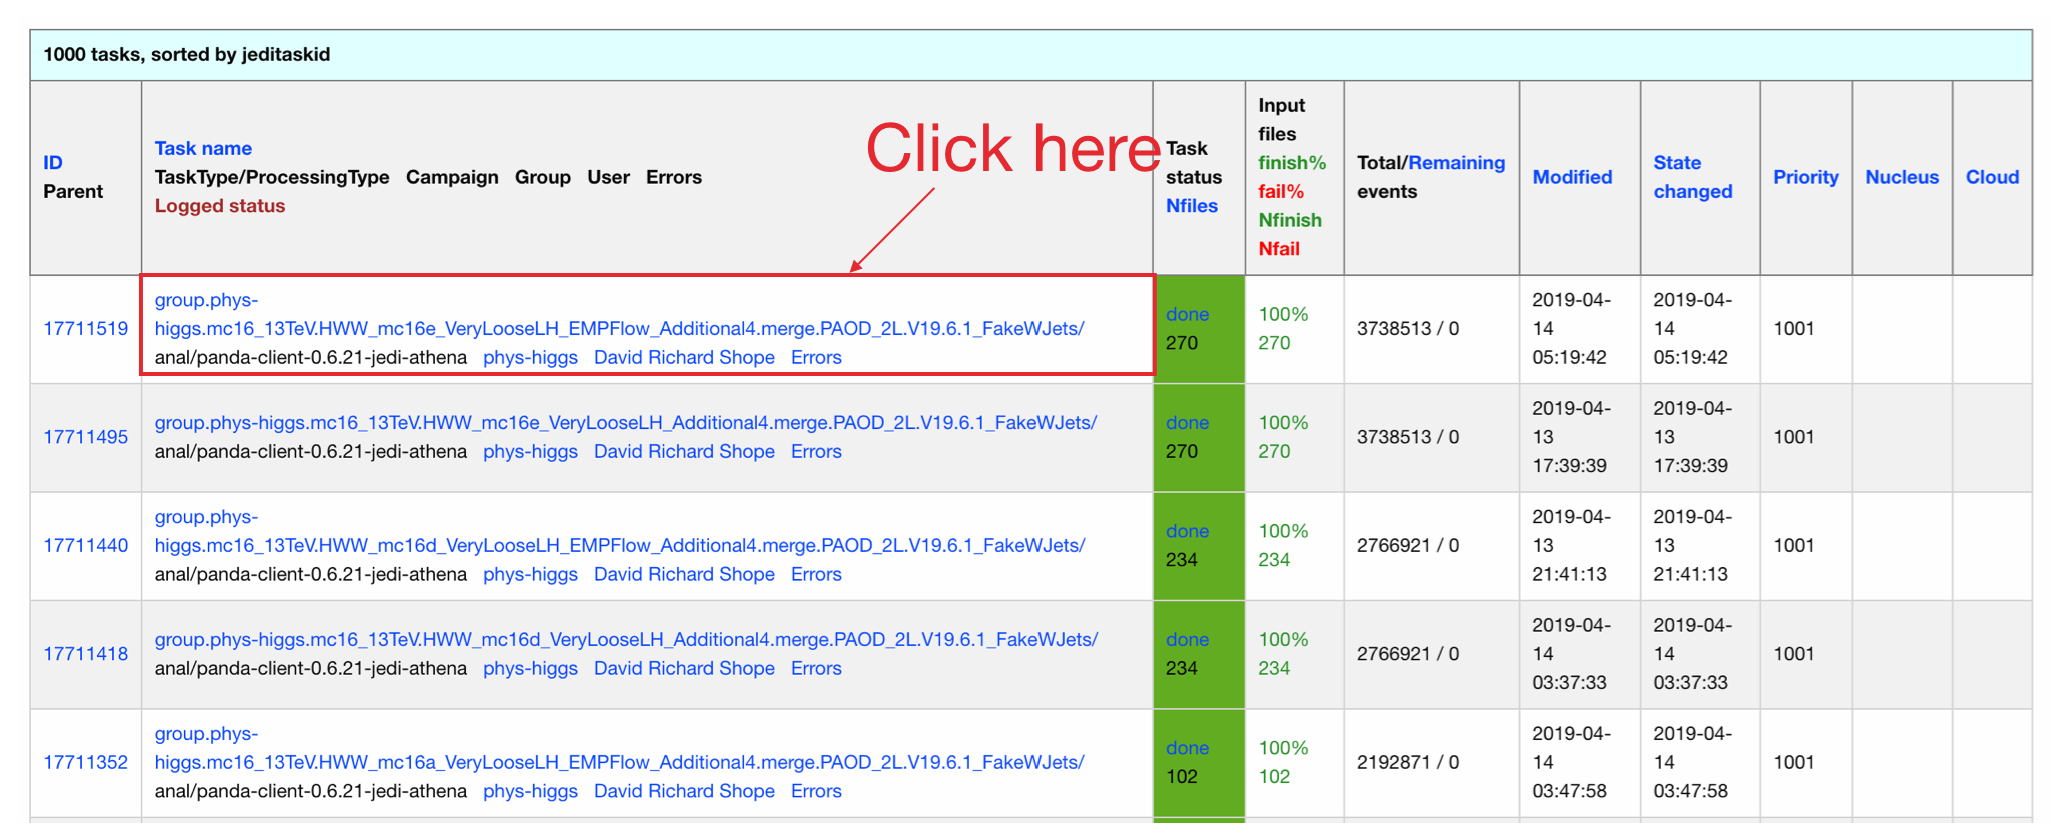 1000 tasks, sorted by jeditaskid
ID
Parent
Task name
TaskType/ProcessingType Campaign Group User Errors
Logged status
Click here
Task
status
Nfiles
Input
files
finish%
fail%
Nfinish
Nfail
Total/Remaining
events
Modified
State
changed
Priority
Nucleus
Cloud
17711519
group.phys-
higgs.mc16_13TeV.HWW_mc16e_VeryLooseLH_EMPFlow_Additional4.merge.PAOD_2L.V19.6.1_FakeWJets/
anal/panda-client-0.6.21-jedi-athena phys-higgs David Richard Shope Errors
done
270
100%
270
3738513 / 0
2019-04-
14
05:19:42
2019-04-
14
05:19:42
1001
17711495
group.phys-higgs.mc16_13TeV.HWW_mc16e_VeryLooseLH_Additional4.merge.PAOD_2L.V19.6.1_FakeWJets/
anal/panda-client-0.6.21-jedi-athena phys-higgs David Richard Shope Errors
done
270
100%
270
3738513 / 0
2019-04-
13
17:39:39
2019-04-
13
17:39:39
1001
17711440
group.phys-
higgs.mc16_13TeV.HWW_mc16d_VeryLooseLH_EMPFlow_Additional4.merge.PAOD_2L.V19.6.1_FakeWJets/
anal/panda-client-0.6.21-jedi-athena phys-higgs David Richard Shope Errors
done
234
100%
234
2766921 / 0
2019-04-
13
21:41:13
2019-04-
13
21:41:13
1001
17711418
group.phys-higgs.mc16_13TeV.HWW_mc16d_VeryLooseLH_Additional4.merge.PAOD_2L.V19.6.1_FakeWJets/
anal/panda-client-0.6.21-jedi-athena phys-higgs David Richard Shope Errors
done
234
100%
234
2766921 / 0
2019-04-
14
03:37:33
2019-04-
14
03:37:33
1001
17711352
group.phys-
higgs.mc16_13TeV.HWW_mc16a_VeryLooseLH_EMPFlow_Additional4.merge.PAOD_2L.V19.6.1_FakeWJets/
anal/panda-client-0.6.21-jedi-athena phys-higgs David Richard Shope Errors
done
102
100%
102
2192871 / 0
2019-04-
14
03:47:58
2019-04-
14
03:47:58
1001